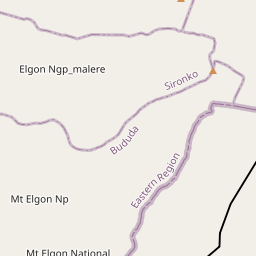 Elgon Ngp_malere
Sironko
Bududa
Eastern Region
Mt Elgon Np
Mt Elgon National